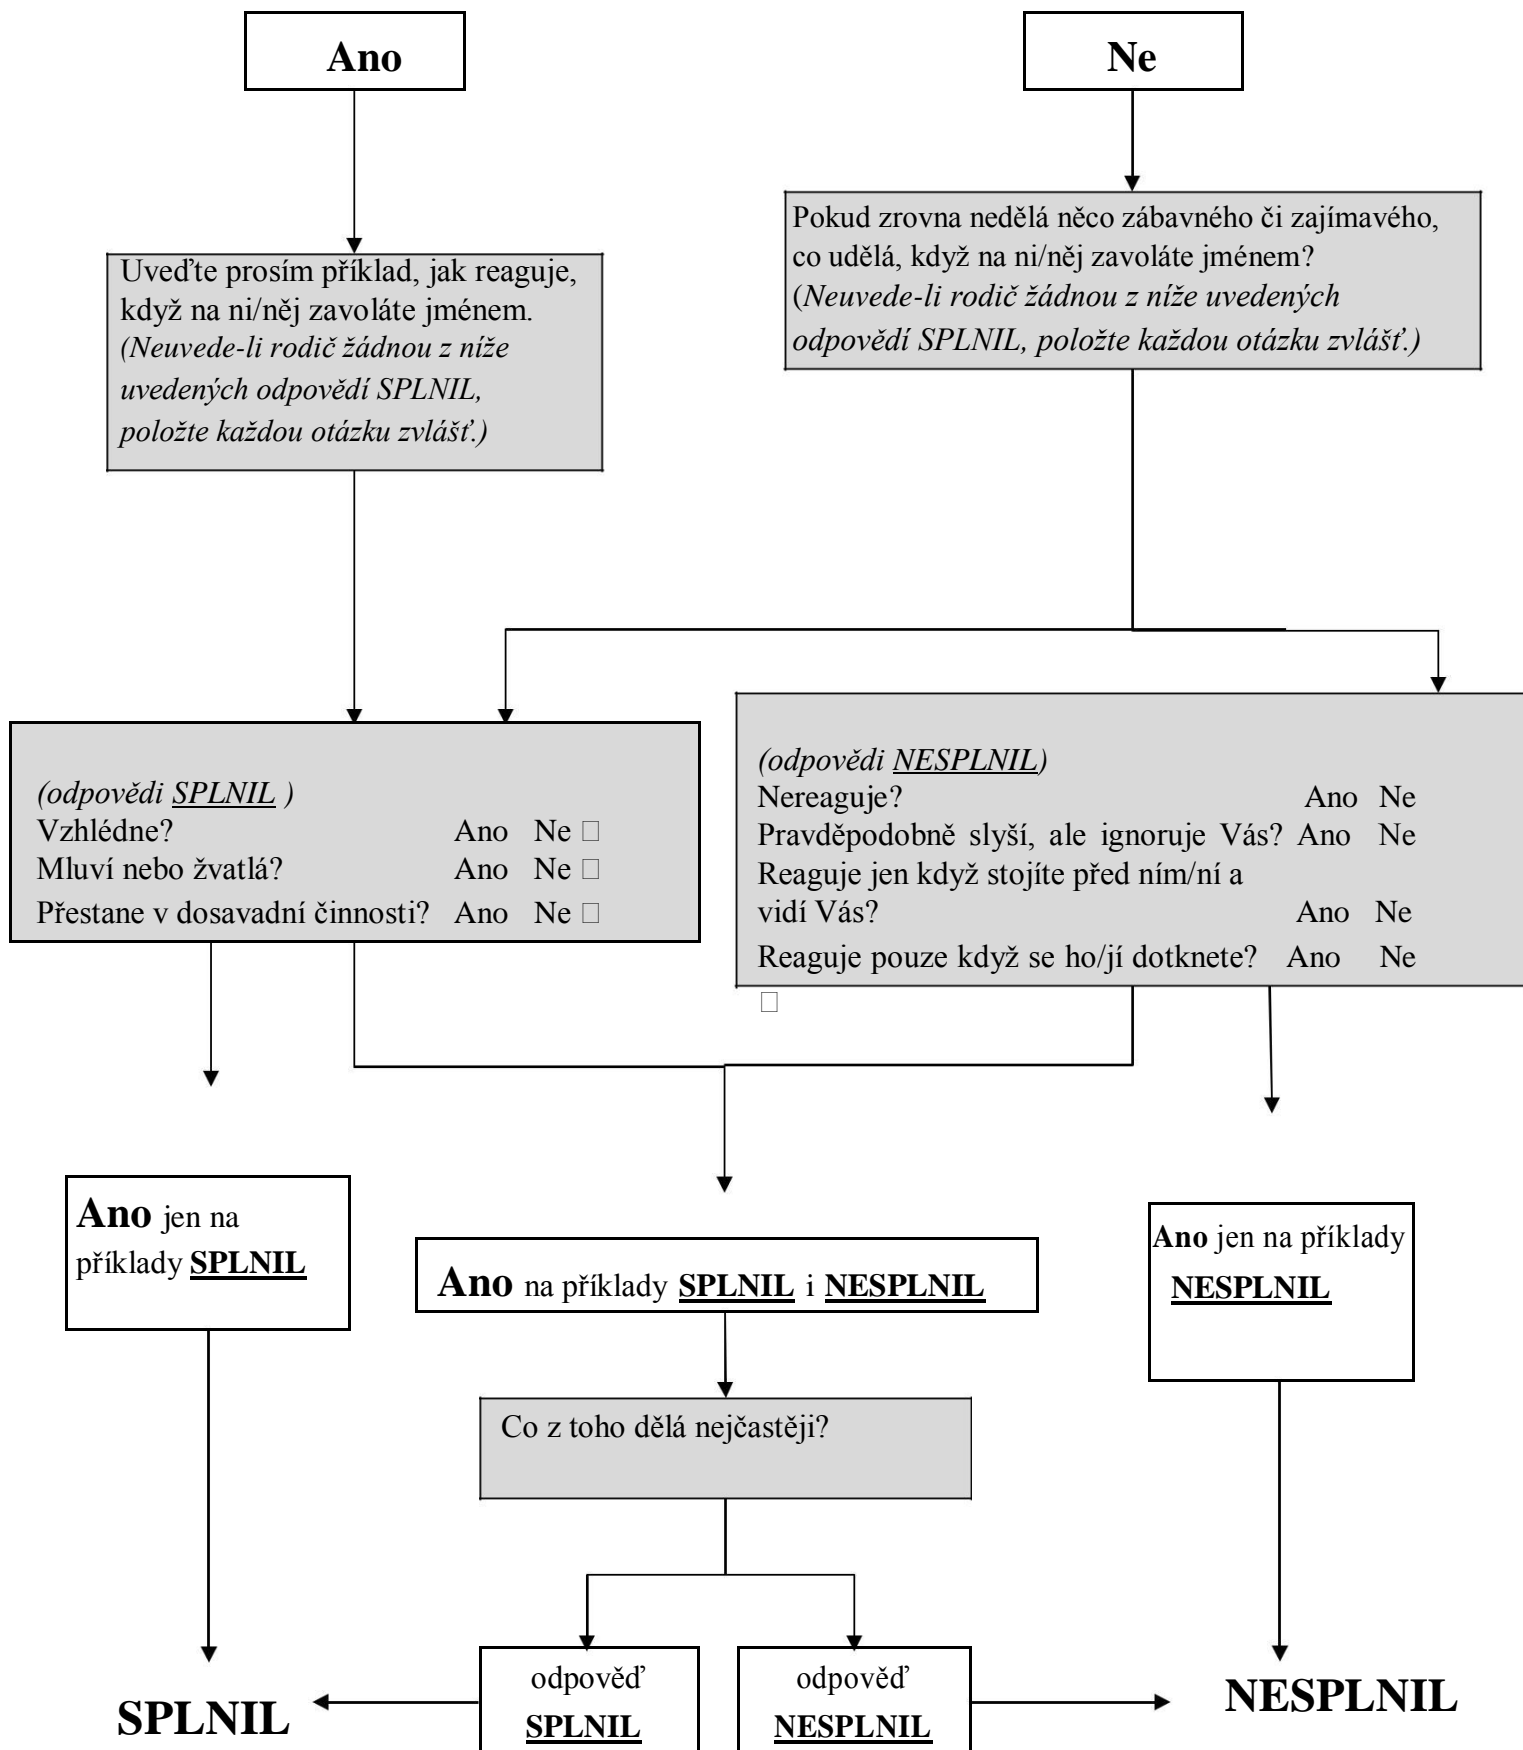 Ano
Ne
Uveďte prosím příklad, jak reaguje,
když na ni/něj zavoláte jménem.
(Neuvede-li rodič žádnou z níže
uvedených odpovědí SPLNIL,
položte každou otázku zvlášť.)
Pokud zrovna nedělá něco zábavného či zajímavého,
co udělá, když na ni/něj zavoláte jménem?
(Neuvede-li rodič žádnou z níže uvedených
odpovědí SPLNIL, položte každou otázku zvlášť.)
(odpovědi SPLNIL )
Vzhlédne? Ano Ne □
Mluví nebo žvatlá? Ano Ne □
Přestane v dosavadní činnosti? Ano Ne □
(odpovědi NESPLNIL)
Nereaguje? Ano Ne
Pravděpodobně slyší, ale ignoruje Vás? Ano Ne
Reaguje jen když stojíte před ním/ní a
vidí Vás? Ano Ne
Reaguje pouze když se ho/jí dotknete? Ano Ne
□
Ano jen na
příklady SPLNIL
Ano na příklady SPLNIL i NESPLNIL
Ano jen na příklady
NESPLNIL
Co z toho dělá nejčastěji?
odpověď
SPLNIL
odpověď
NESPLNIL
SPLNIL
NESPLNIL